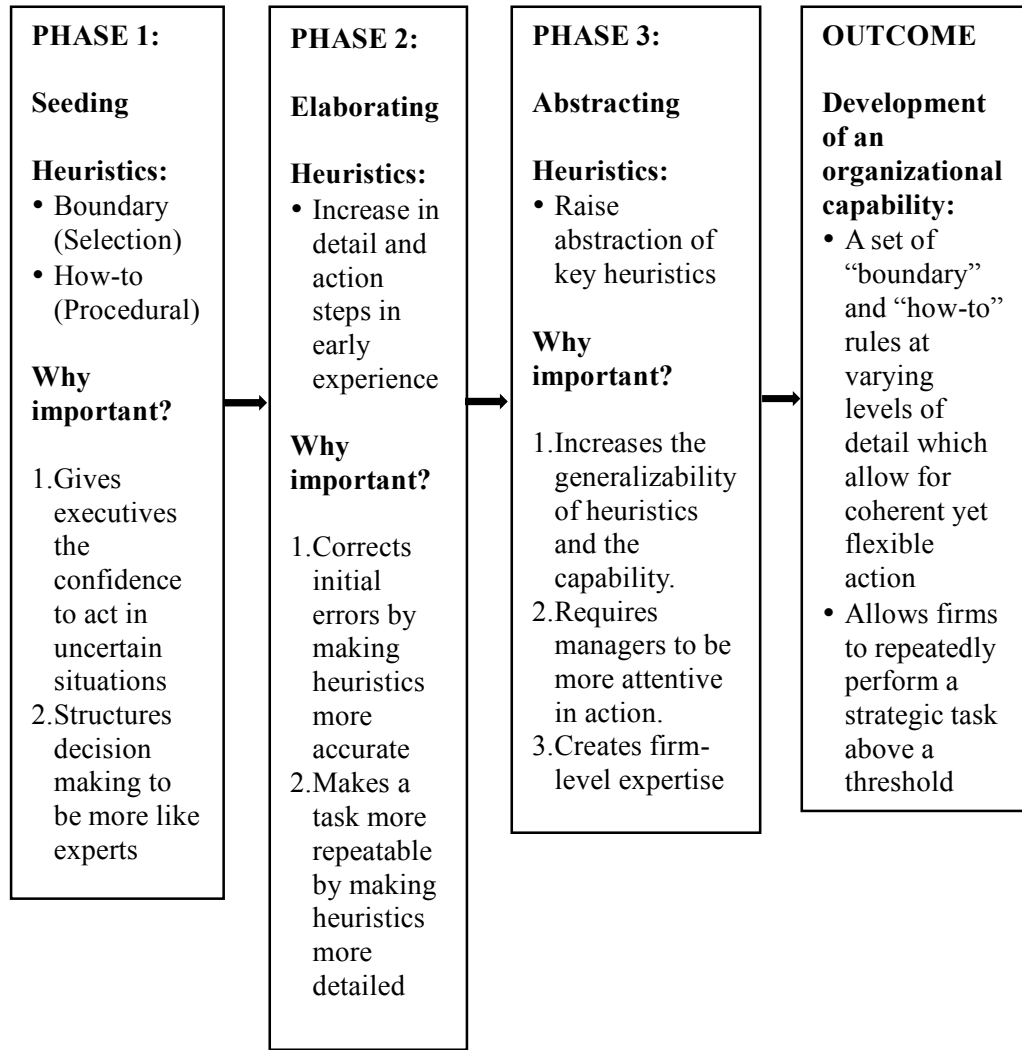 PHASE 1:
Seeding
Heuristics:
• Boundary
(Selection)
• How-to
(Procedural)
Why
important?
1.Gives
executives
the
confidence
to act in
uncertain
situations
2.Structures
decision
making to
be more like
experts
PHASE 2:
Elaborating
Heuristics:
• Increase in
detail and
action
steps in
early
experience
Why
important?
1.Corrects
initial
errors by
making
heuristics
more
accurate
2.Makes a
task more
repeatable
by making
heuristics
more
detailed
PHASE 3:
Abstracting
Heuristics:
• Raise
abstraction of
key heuristics
Why
important?
1.Increases the
generalizability
of heuristics
and the
capability.
2.Requires
managers to be
more attentive
in action.
3.Creates firm-
level expertise
OUTCOME
Development
of an
organizational
capability:
• A set of
“boundary”
and “how-to”
rules at
varying
levels of
detail which
allow for
coherent yet
flexible
action
• Allows firms
to repeatedly
perform a
strategic task
above a
threshold